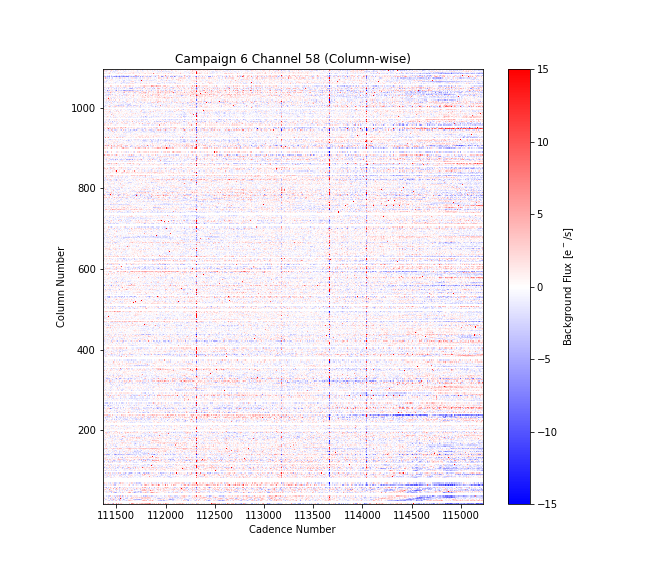 Campaign 6 Channel 58 (Column-wise)
1000
800
600
400
200
Column Number
111500 112000 112500 113000 113500 114000 114500 115000
Cadence Number
15
10
5
0
−5
−10
−15
Background Flux [e⁻/s]